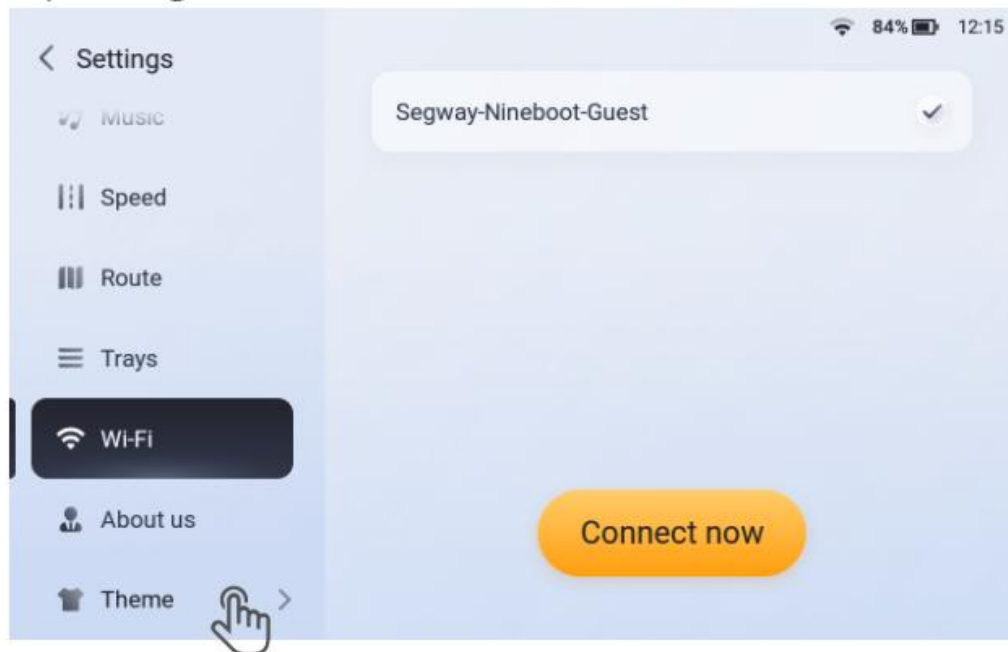 84% 12:15
Settings
Music
Speed
Route
Trays
Wi-Fi
About us
Theme
Segway-Nineboot-Guest
Connect now